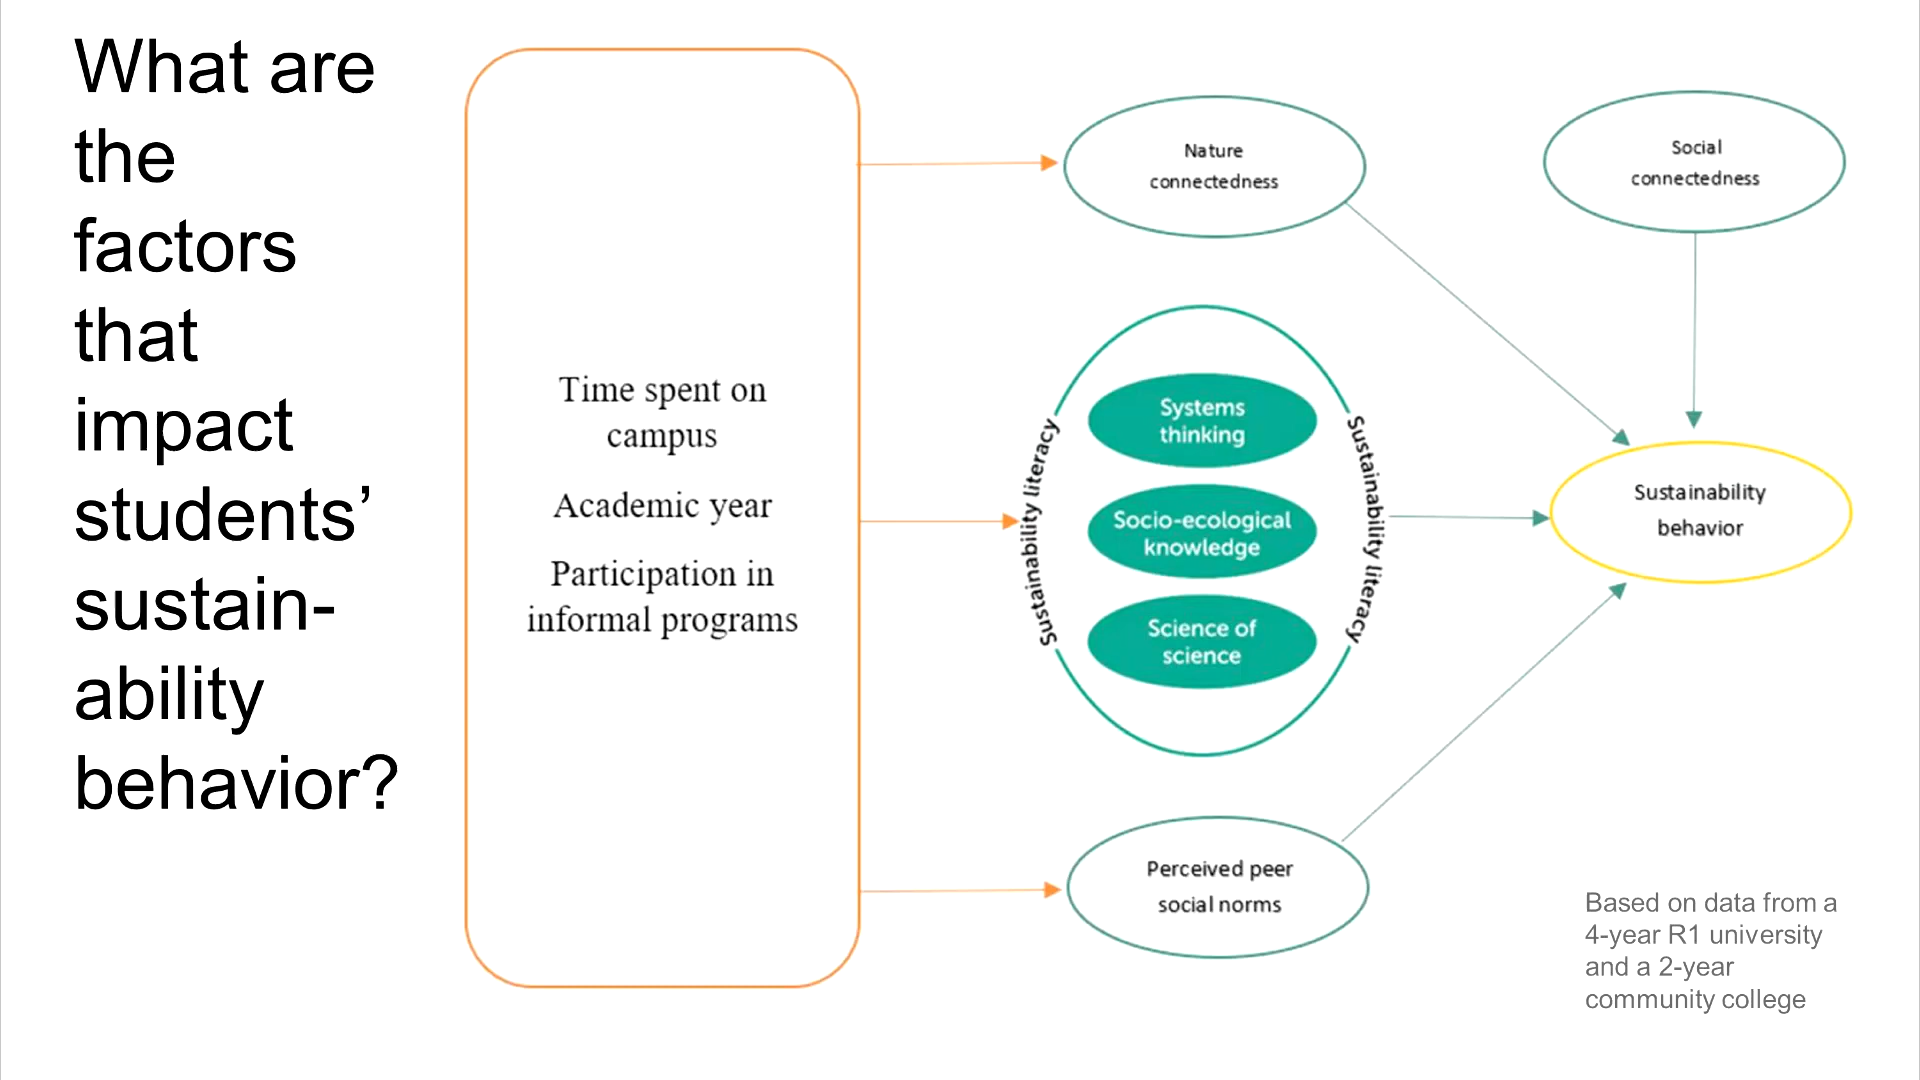 What are
the
factors
that
impact
students’
sustain-
ability
behavior?
Time spent on
campus
Academic year
Participation in
informal programs
Nature
connectedness
Social
connectedness
Sustainability literacy
Systems
thinking
Socio-ecological
knowledge
Science of
science
Sustainability literacy
Sustainability
behavior
Perceived peer
social norms
Based on data from a
4-year R1 university
and a 2-year
community college